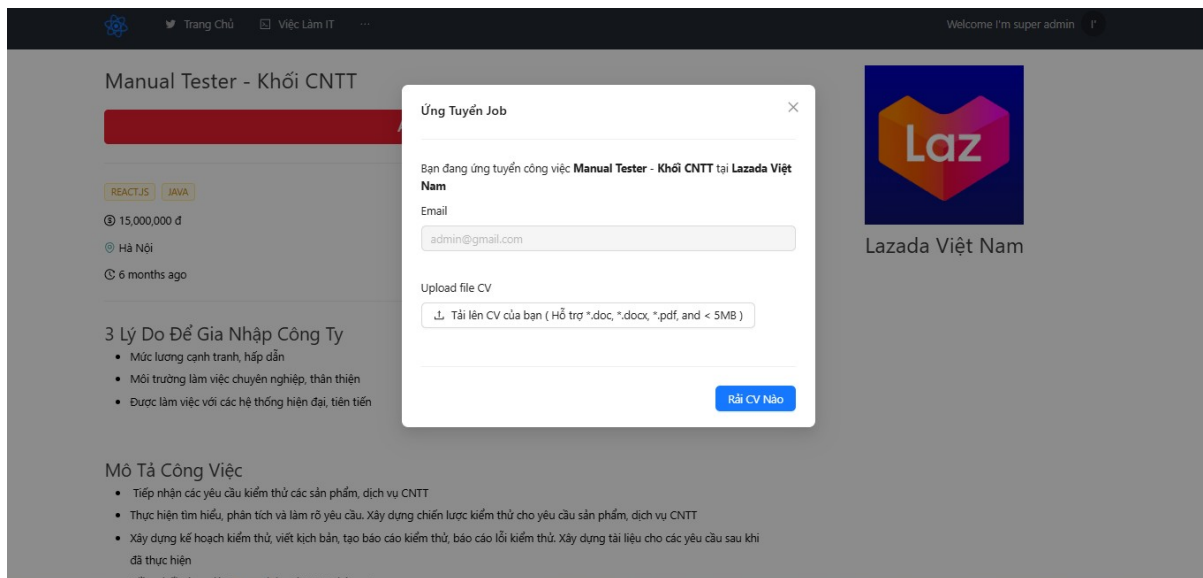 Trang Chủ Việc Làm IT ... Welcome I'm super admin I'
Manual Tester - Khối CNTT
A
REACT.JS JAVA
15,000,000 đ
Hà Nội
6 months ago
3 Lý Do Để Gia Nhập Công Ty
Mức lương cạnh tranh, hấp dẫn
Môi trường làm việc chuyên nghiệp, thân thiện
Được làm việc với các hệ thống hiện đại, tiên tiến
Mô Tả Công Việc
Tiếp nhận các yêu cầu kiểm thử các sản phẩm, dịch vụ CNTT
Thực hiện tìm hiểu, phân tích và làm rõ yêu cầu. Xây dựng chiến lược kiểm thử cho yêu cầu sản phẩm, dịch vụ CNTT
Xây dựng kế hoạch kiểm thử, viết kịch bản, tạo báo cáo kiểm thử, báo cáo lỗi kiểm thử. Xây dựng tài liệu cho các yêu cầu sau khi
đã thực hiện
Ứng Tuyển Job
Bạn đang ứng tuyển công việc Manual Tester - Khối CNTT tại Lazada Việt
Nam
Email
admin@gmail.com
Upload file CV
Tải lên CV của bạn ( Hỗ trợ *.doc, *.docx, *.pdf, and < 5MB )
Rải CV Nào
Laz
Lazada Việt Nam